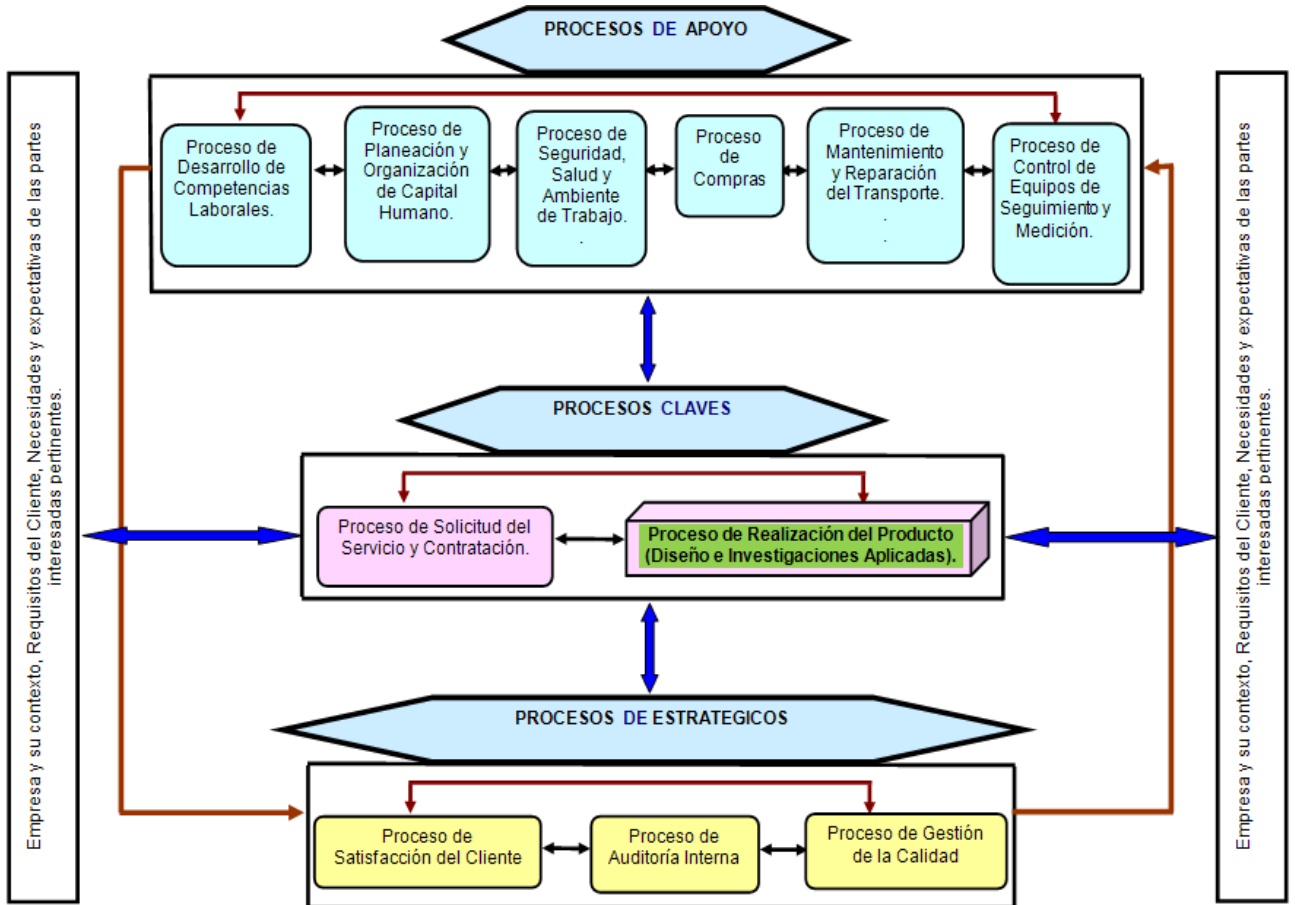 PROCESOS DE APOYO
Empresa y su contexto, Requisitos del Cliente, Necesidades y expectativas de las partes
interesadas pertinentes.
Proceso de
Desarrollo de
Competencias
Laborales.
Proceso de
Planeación y
Organización
de Capital
Humano.
Proceso de
Seguridad,
Salud y
Ambiente
de Trabajo.
.
Proceso
de
Compras
Proceso de
Mantenimiento
y Reparación
del Transporte.
.
.
Proceso de
Control de
Equipos de
Seguimiento y
Medición.
PROCESOS CLAVES
Proceso de Solicitud del
Servicio y Contratación.
Proceso de Realización del Producto
(Diseño e Investigaciones Aplicadas).
PROCESOS DE ESTRATEGICOS
Proceso de
Satisfacción del Cliente
Proceso de
Auditoría Interna
Proceso de Gestión
de la Calidad
Empresa y su contexto, Requisitos del Cliente, Necesidades y expectativas de las partes
interesadas pertinentes.